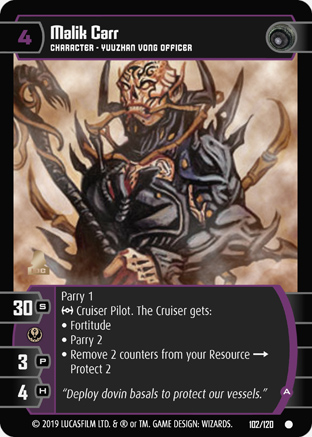 4 Malik Carr
CHARACTER - YUUZHAN VONG OFFICER
30 S
3 P
4 H
Parry 1
Cruiser Pilot. The Cruiser gets:
• Fortitude
• Parry 2
• Remove 2 counters from your Resource →
Protect 2
"Deploy dovin basals to protect our vessels."
A
© 2019 LUCASFILM LTD. & ® or TM. GAME DESIGN: WIZARDS. 102/120